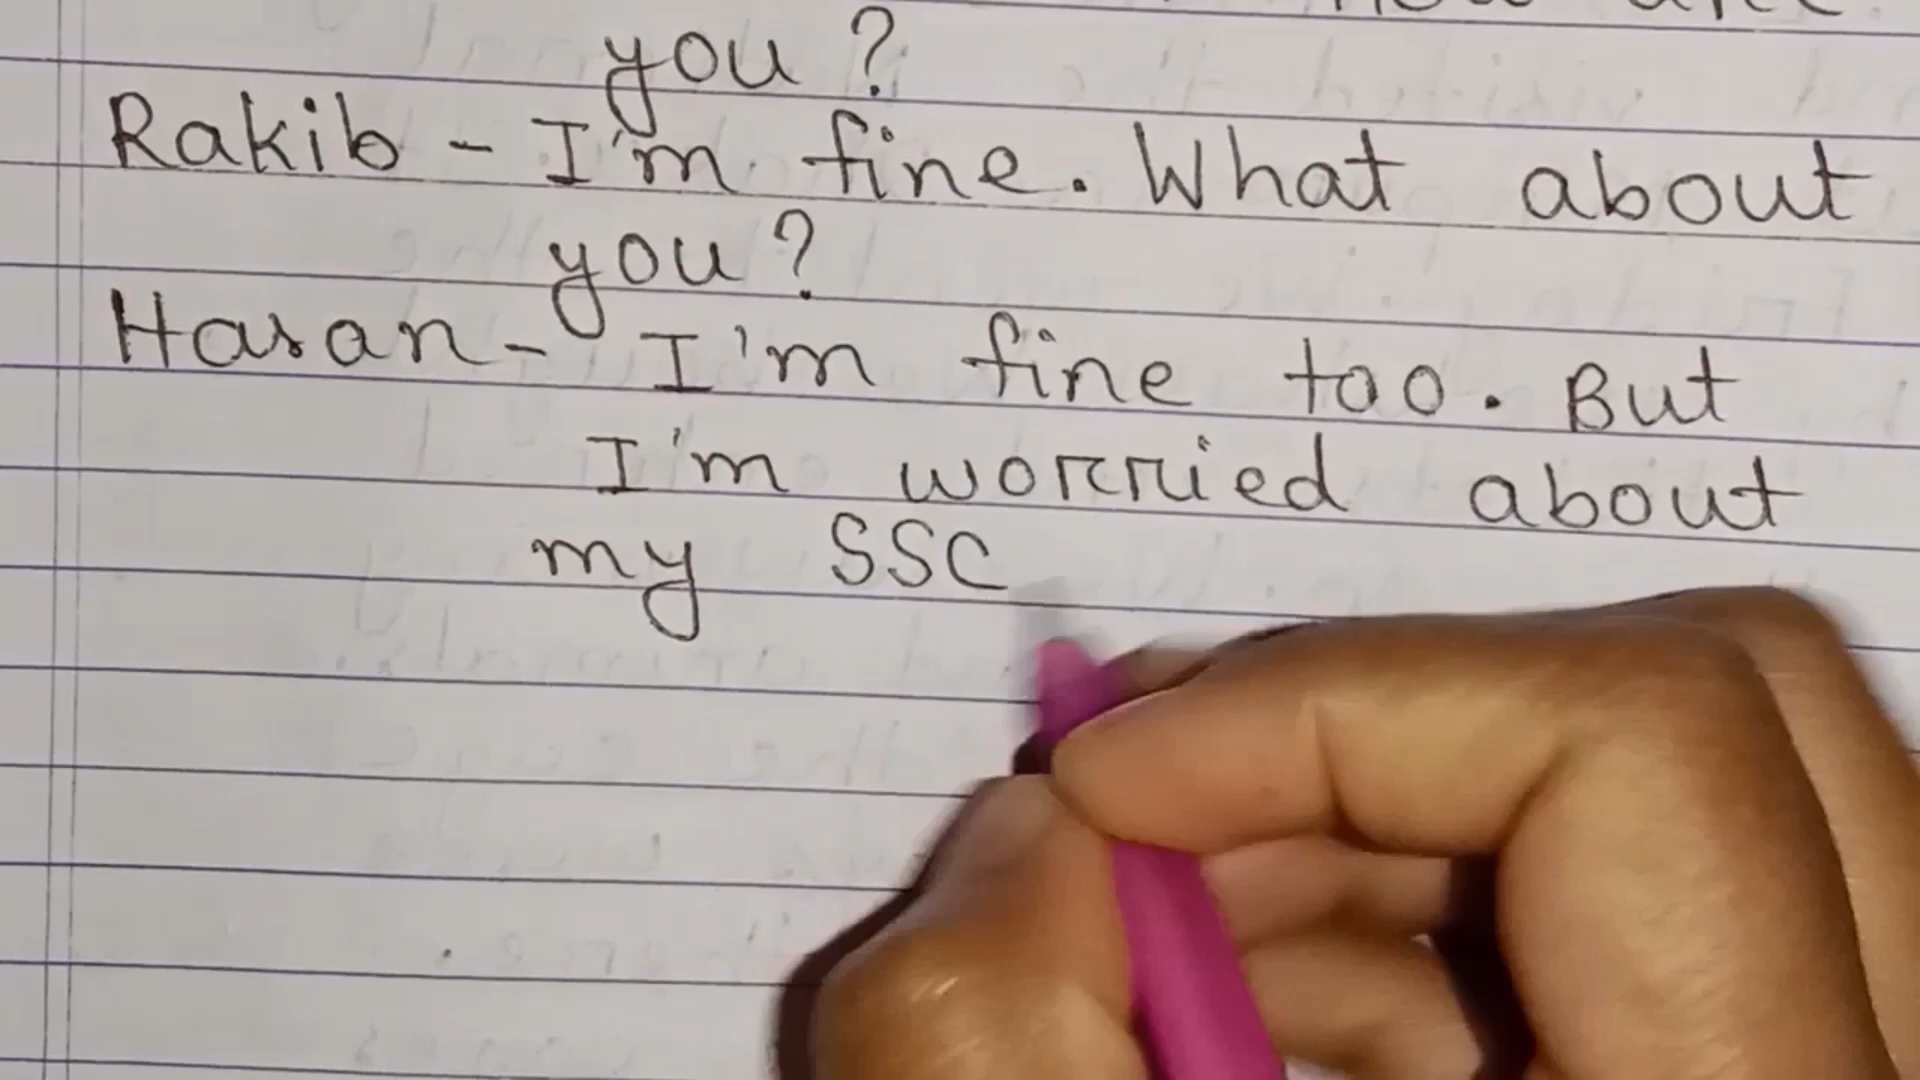 you?
Rakib - I'm fine. What about
you?
Hasan - I'm fine too. But
I'm worried about
my SSC